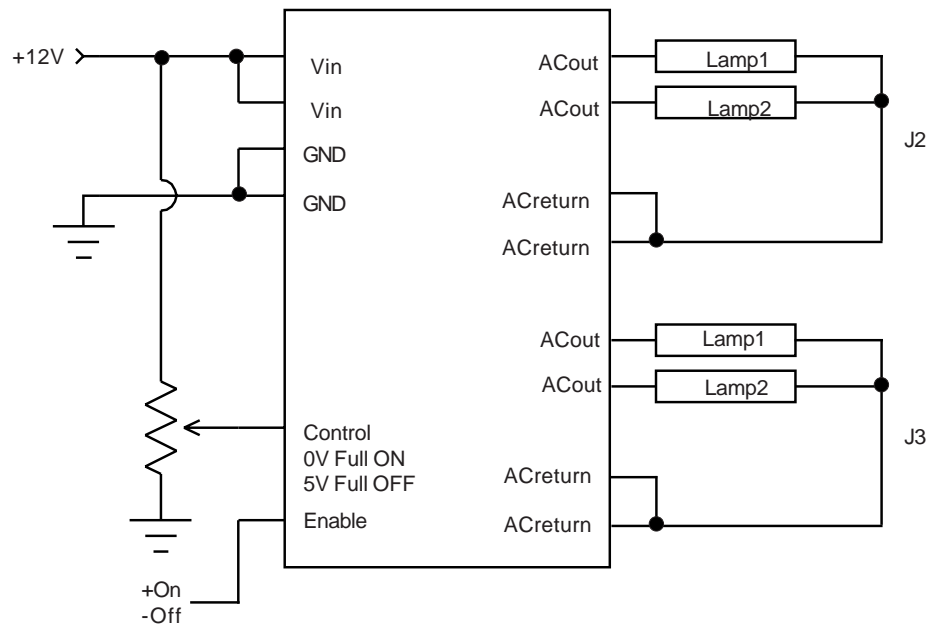 +12V
Vin
Vin
GND
GND
Control
0V Full ON
5V Full OFF
Enable
+On
-Off
ACout
Lamp1
ACout
Lamp2
J2
ACreturn
ACreturn
ACout
Lamp1
ACout
Lamp2
J3
ACreturn
ACreturn